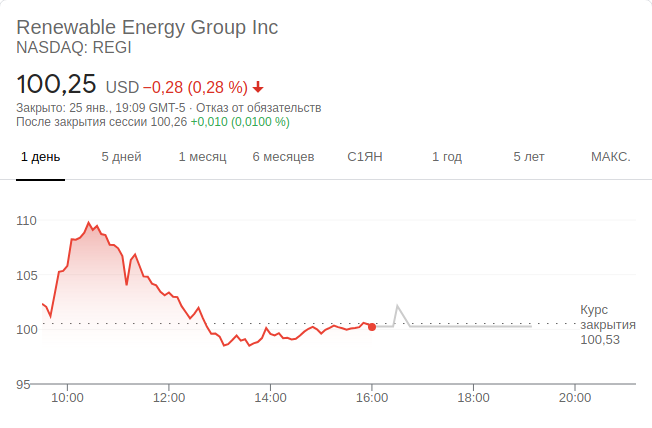 Renewable Energy Group Inc
NASDAQ: REGI
100,25 USD −0,28 (0,28 %)
Закрыто: 25 янв., 19:09 GMT-5 · Отказ от обязательств
После закрытия сессии 100,26 +0,010 (0,0100 %)
1 день 5 дней 1 месяц 6 месяцев С1ЯН 1 год 5 лет МАКС.
110
105
100
95
Курс
закрытия
100,53
10:00 12:00 14:00 16:00 18:00 20:00